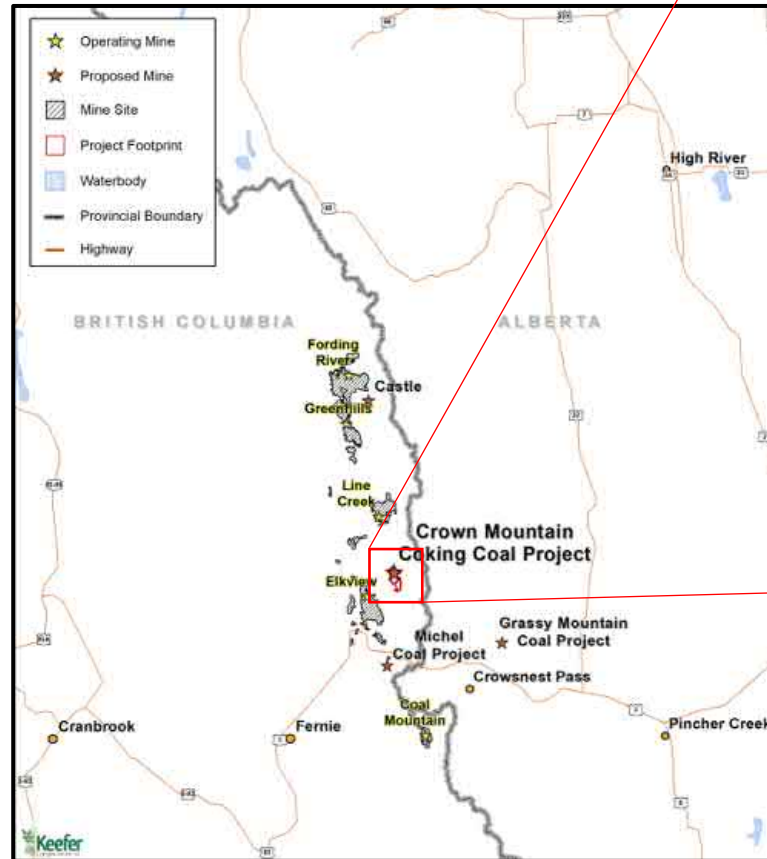 Operating Mine
Proposed Mine
Mine Site
Project Footprint
Waterbody
Provincial Boundary
Highway
High River
BRITISH COLUMBIA
ALBERTA
Fording
River
Castle
Greenhills
Line
Creek
Crown Mountain
Coking Coal Project
Elkview
Grassy Mountain
Coal Project
Michel
Coal Project
Crowsnest Pass
Coal
Mountain
Cranbrook
Fernie
Pincher Creek
Keefer